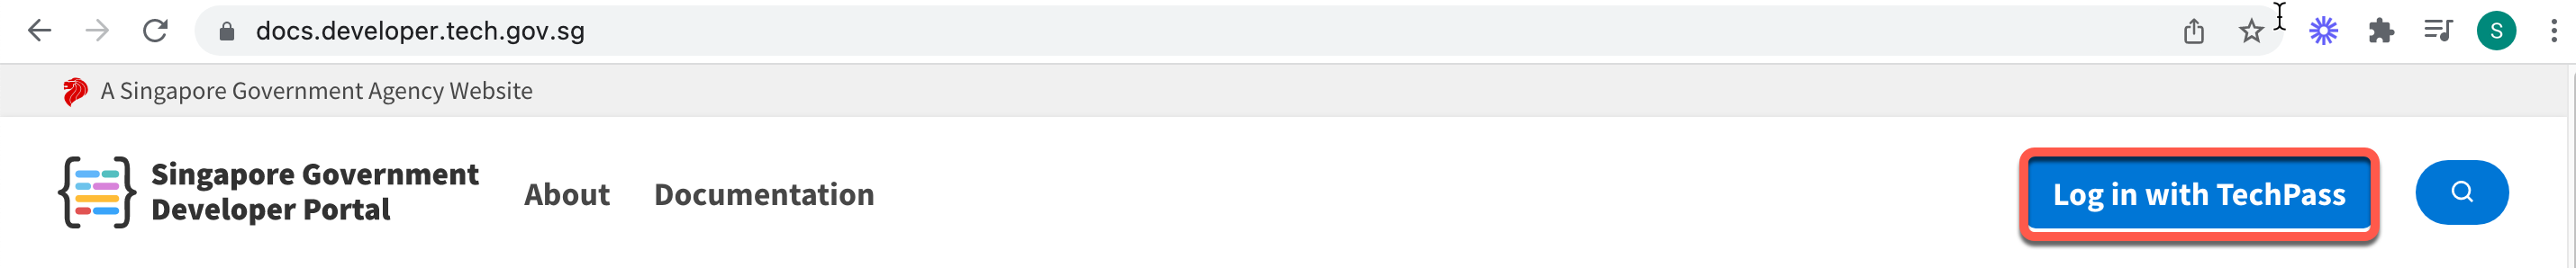 docs.developer.tech.gov.sg
S
A Singapore Government Agency Website
Singapore Government
Developer Portal
About
Documentation
Log in with TechPass